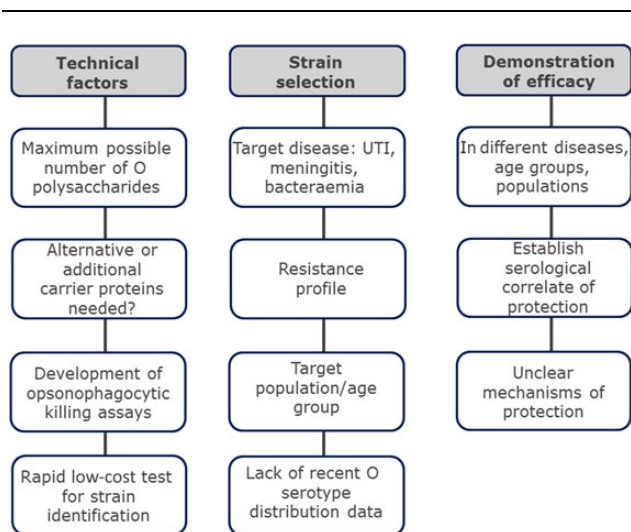 Technical
factors
Maximum possible
number of O
polysaccharides
Alternative or
additional
carrier proteins
needed?
Development of
opsonophagocytic
killing assays
Rapid low-cost test
for strain
identification
Strain
selection
Target disease: UTI,
meningitis,
bacteraemia
Resistance
profile
Target
population/age
group
Lack of recent O
serotype
distribution data
Demonstration
of efficacy
In different diseases,
age groups,
populations
Establish
serological
correlate of
protection
Unclear
mechanisms of
protection